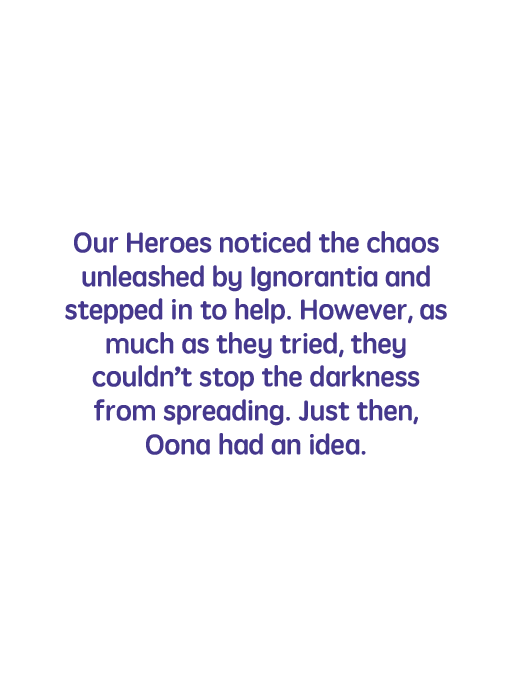 Our Heroes noticed the chaos
unleashed by Ignorantia and
stepped in to help. However, as
much as they tried, they
couldn’t stop the darkness
from spreading. Just then,
Oona had an idea.